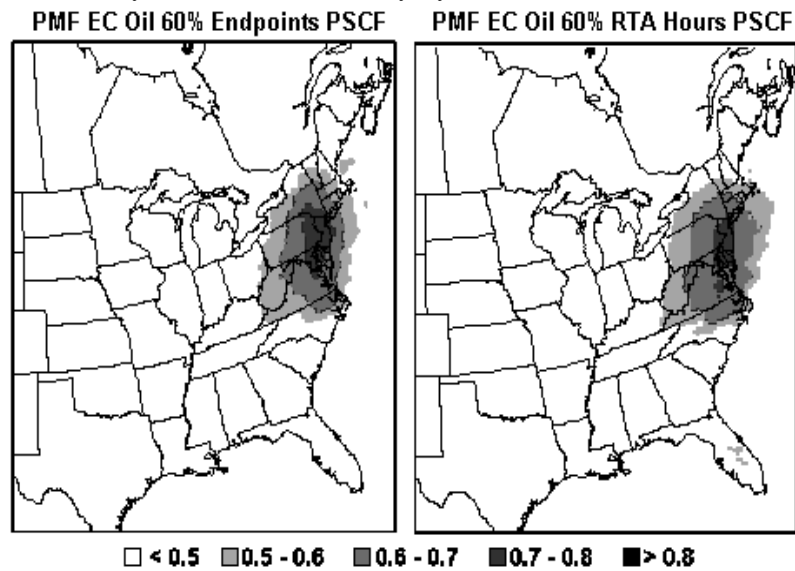 PMF EC Oil 60% Endpoints PSCF
PMF EC Oil 60% RTA Hours PSCF
< 0.5 0.5 - 0.6 0.6 - 0.7 0.7 - 0.8 > 0.8